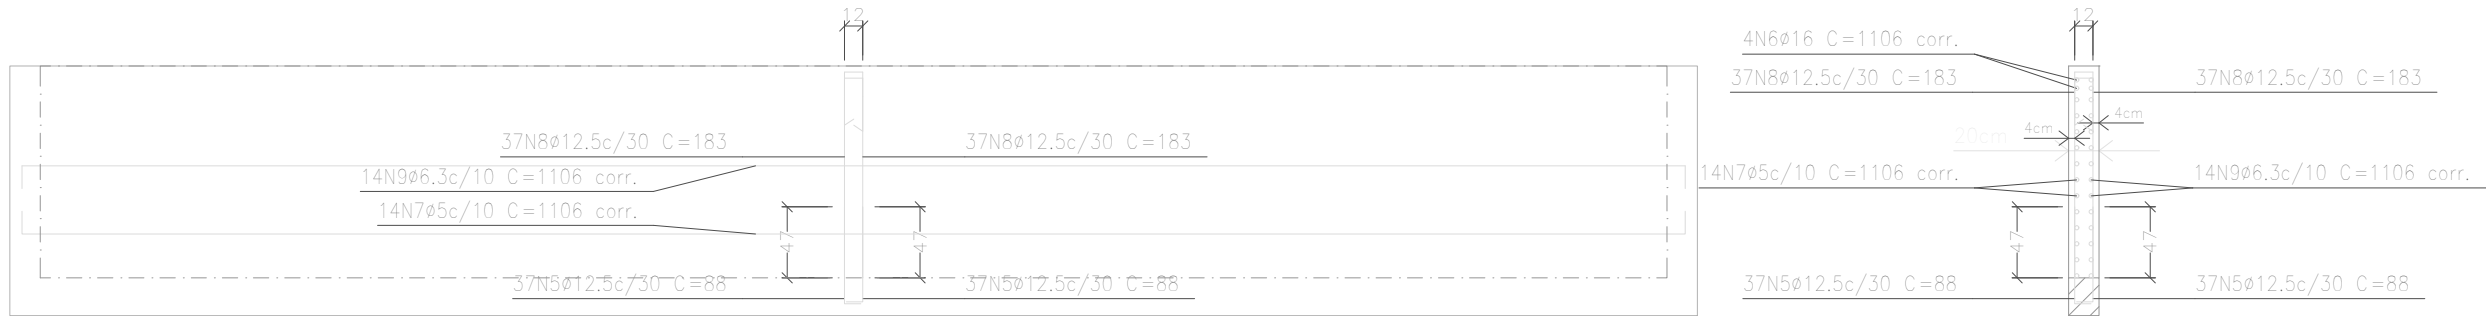 12
37N8ø12.5c/30 C=183
37N8ø12.5c/30 C=183
14N9ø6.3c/10 C=1106 corr.
14N7ø5c/10 C=1106 corr.
47
47
37N5ø12.5c/30 C=88
37N5ø12.5c/30 C=88
12
4N6ø16 C=1106 corr.
37N8ø12.5c/30 C=183
37N8ø12.5c/30 C=183
4cm
4cm
20cm
14N7ø5c/10 C=1106 corr.
14N9ø6.3c/10 C=1106 corr.
47
47
37N5ø12.5c/30 C=88
37N5ø12.5c/30 C=88